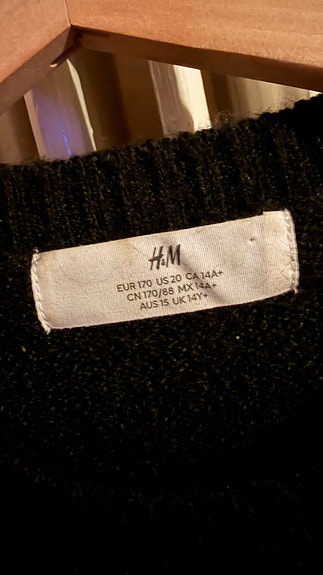 H&M
EUR 170 US 20 CA 14A+
CN 170/88 MX 14A+
AUS 15 UK 14Y+